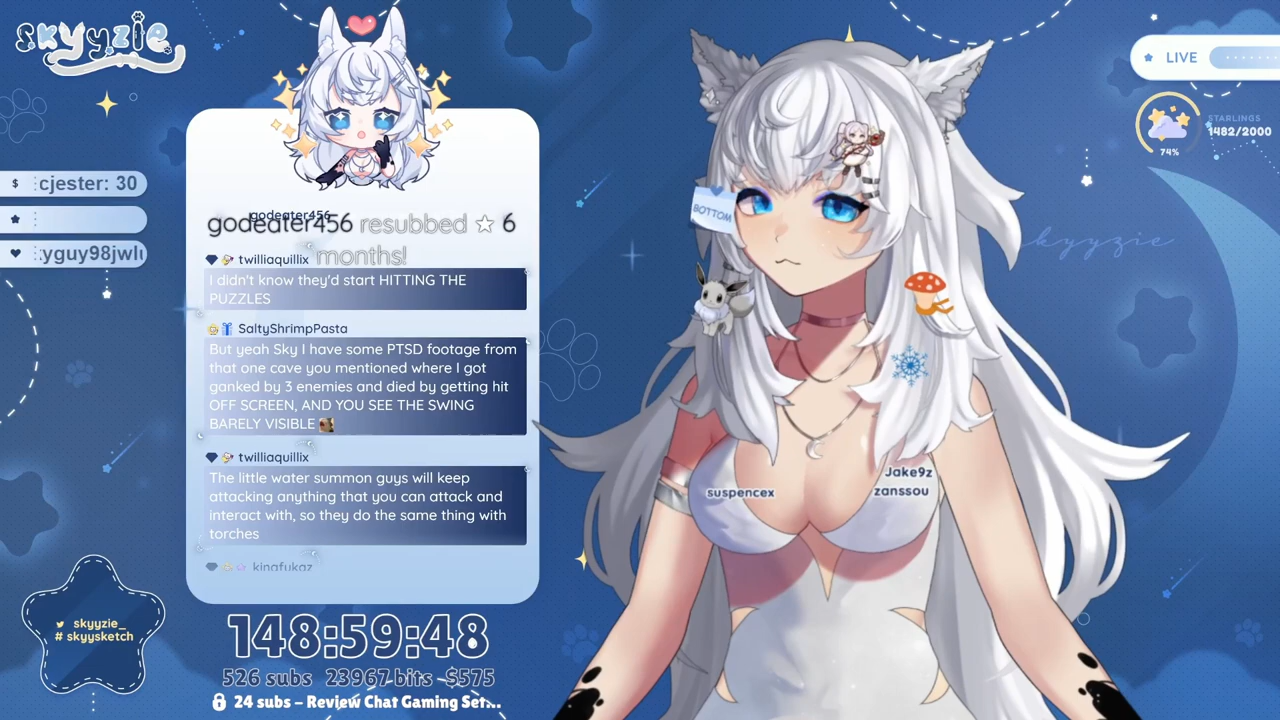 skyyzie
LIVE
STARLINGS
1482/2000
74%
$ cjester: 30
yguy98jwl
godeater456
godeater456 resubbed ☆ 6
months!
twilliaquillix
I didn't know they'd start HITTING THE
PUZZLES
SaltyShrimpPasta
But yeah Sky I have some PTSD footage from
that one cave you mentioned where I got
ganked by 3 enemies and died by getting hit
OFF SCREEN, AND YOU SEE THE SWING
BARELY VISIBLE
twilliaquillix
The little water summon guys will keep
attacking anything that you can attack and
interact with, so they do the same thing with
torches
kingfukaz
BOTTOM
skyyzie
suspencex
Jake9z
zanssou
skyyzie_
# skyysketch
148:59:48
526 subs 23967 bits $575
24 subs - Review Chat Gaming Set...